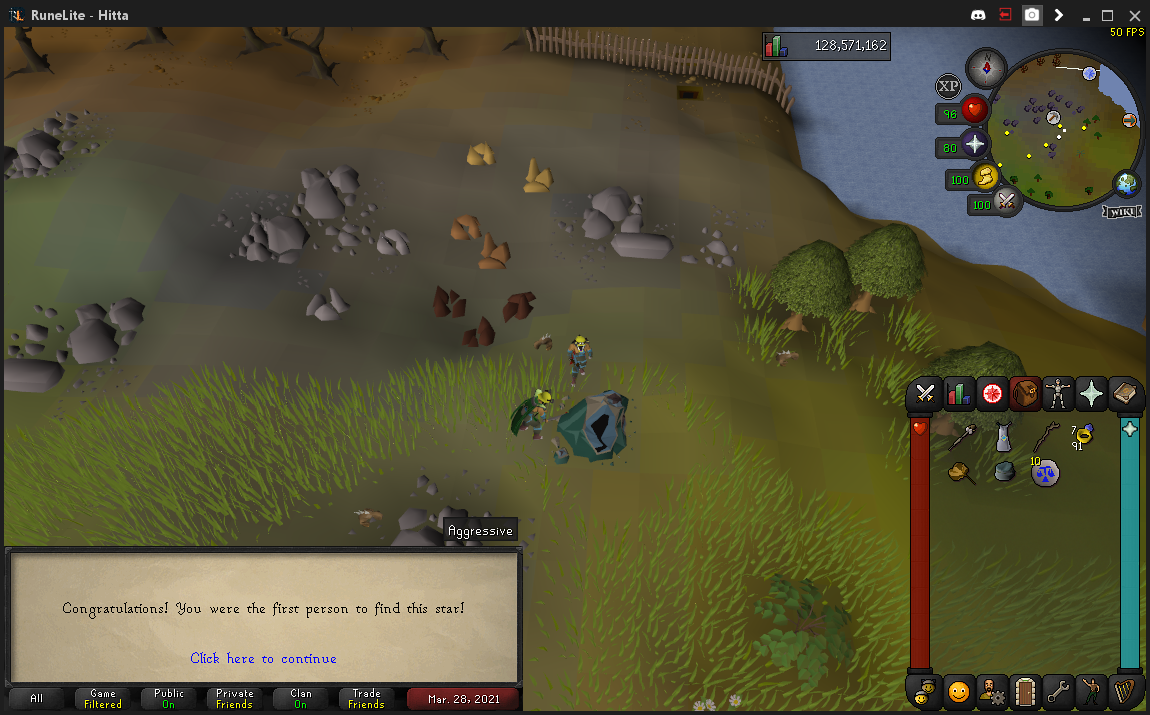 RuneLite - Hitta
50 FPS
128,571,162
N
XP
96
80
100
100
WIKI
7
91
10
Aggressive
Congratulations! You were the first person to find this star!
Click here to continue
All
Game
Filtered
Public
On
Private
Friends
Clan
On
Trade
Friends
Mar. 28, 2021